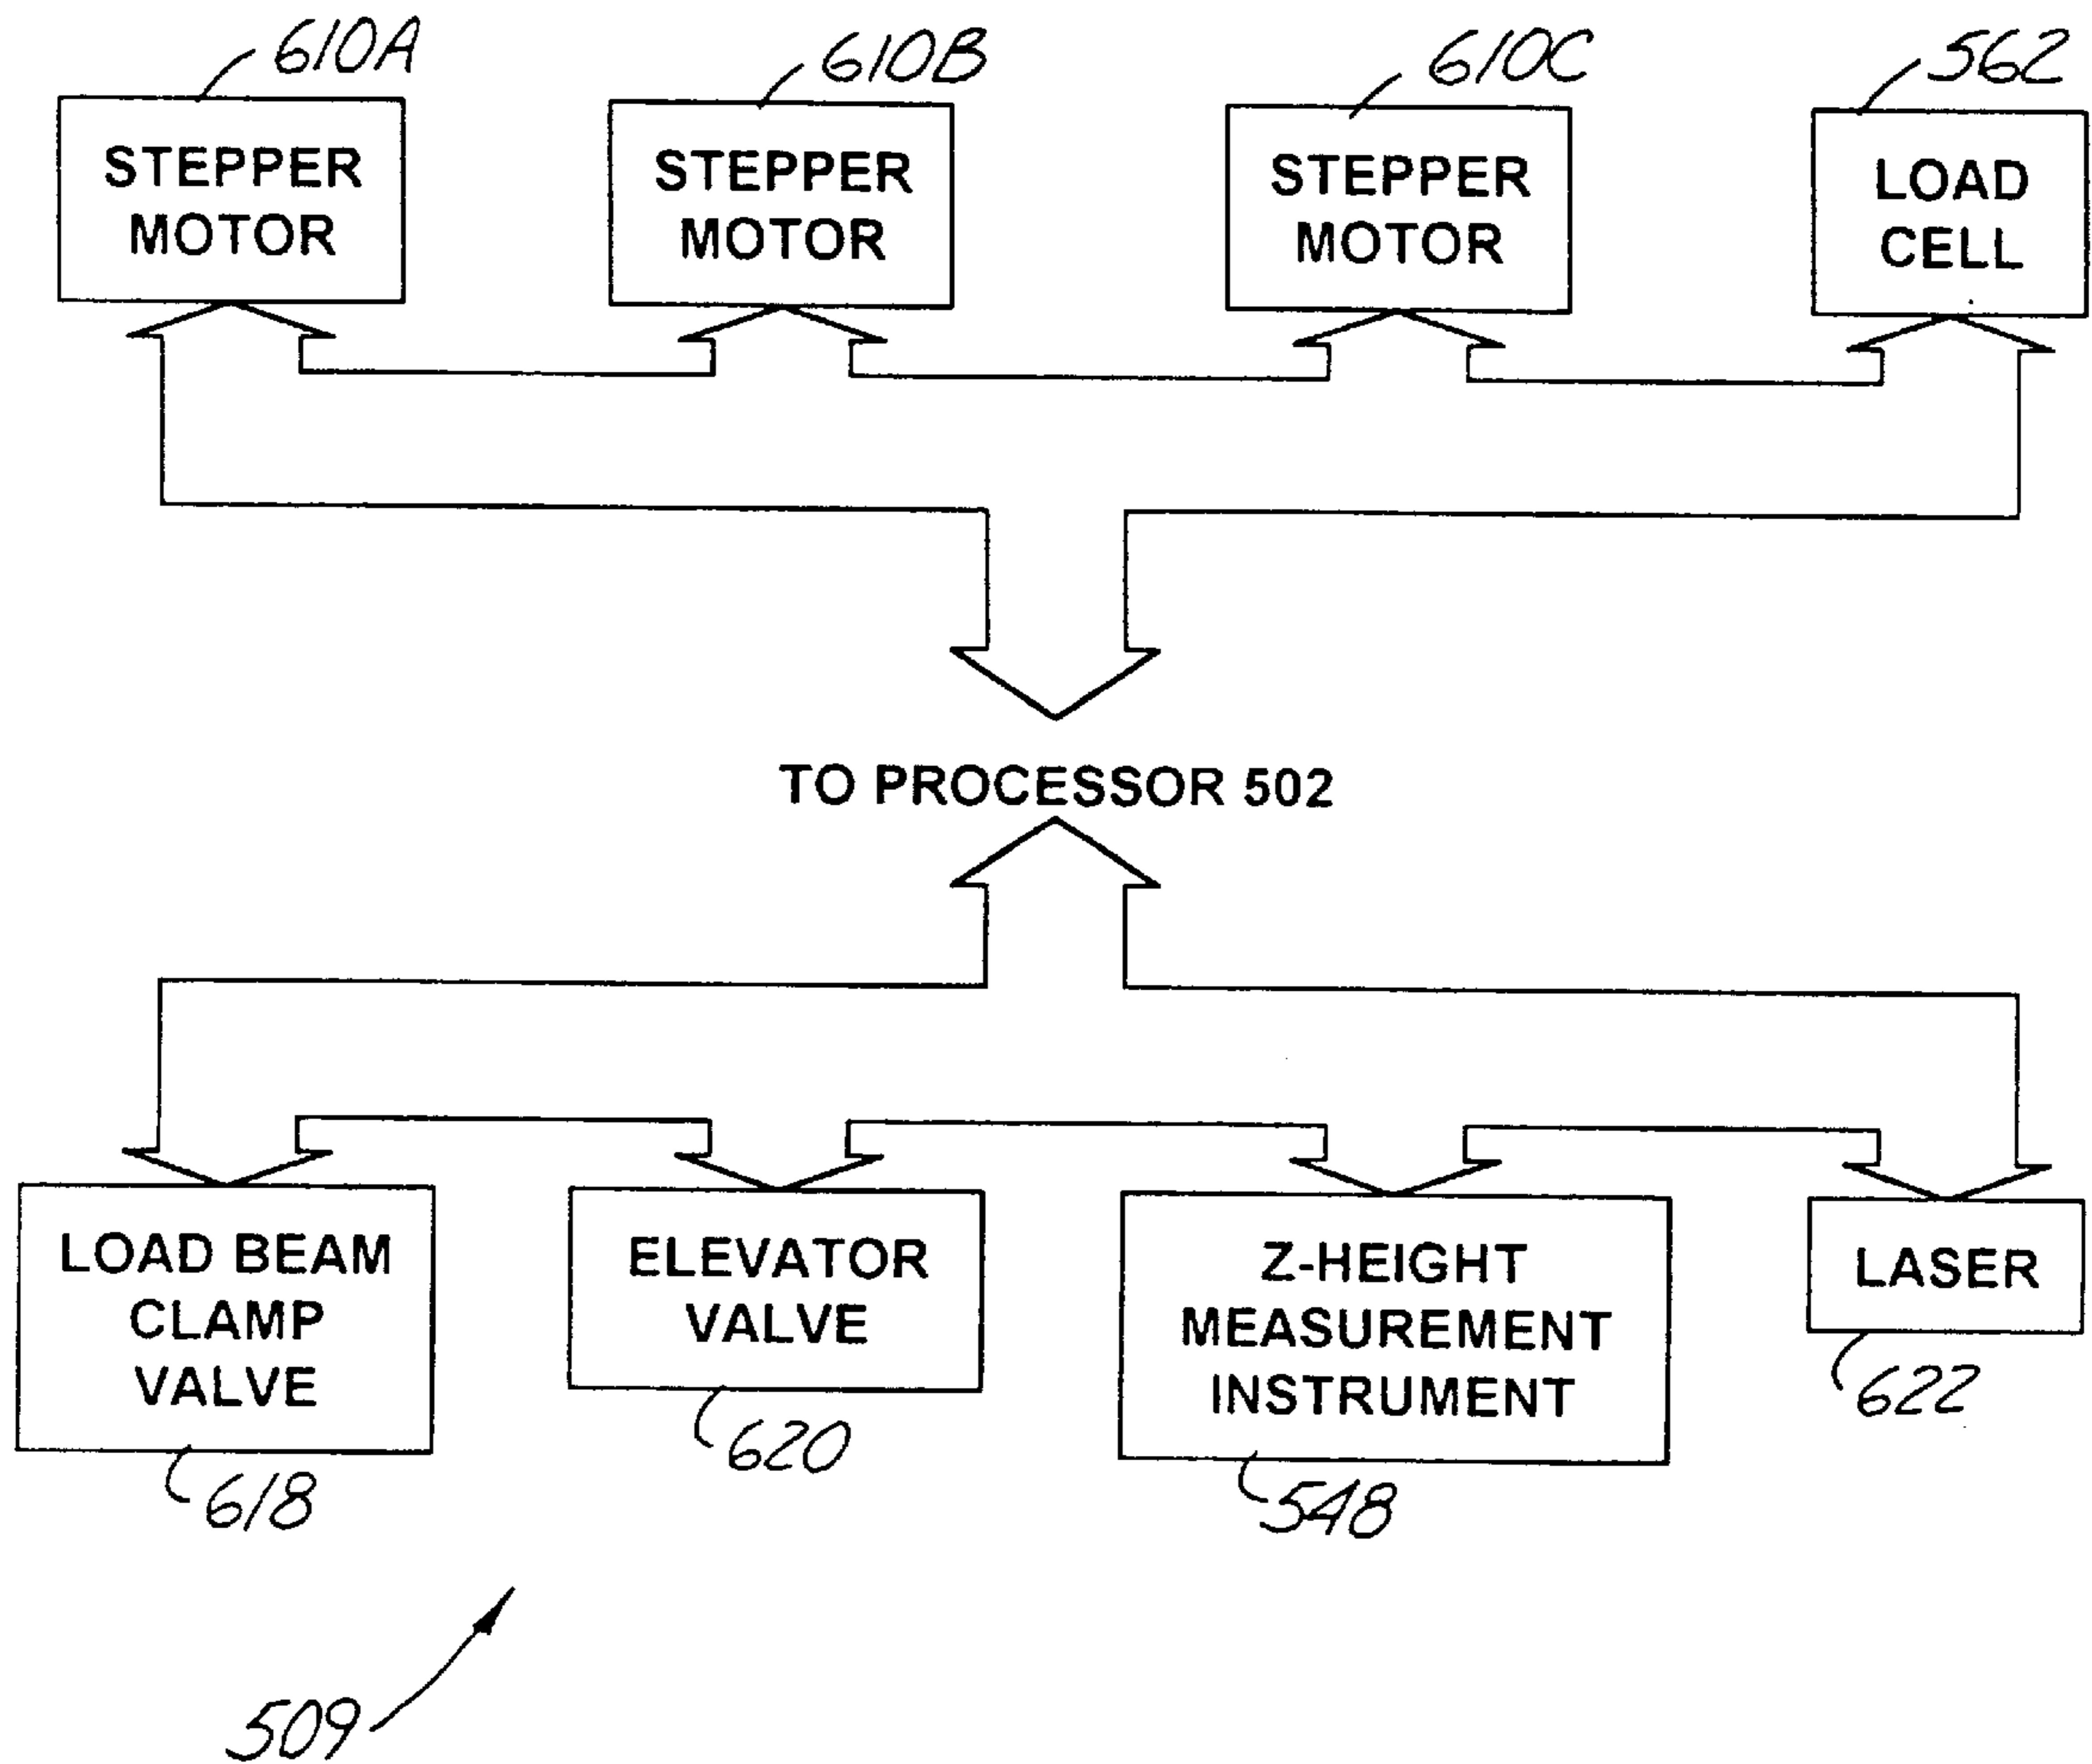 610A
610B
610C
562
STEPPER
MOTOR
STEPPER
MOTOR
STEPPER
MOTOR
LOAD
CELL
TO PROCESSOR 502
LOAD BEAM
CLAMP
VALVE
ELEVATOR
VALVE
Z-HEIGHT
MEASUREMENT
INSTRUMENT
LASER
618
620
548
622
509